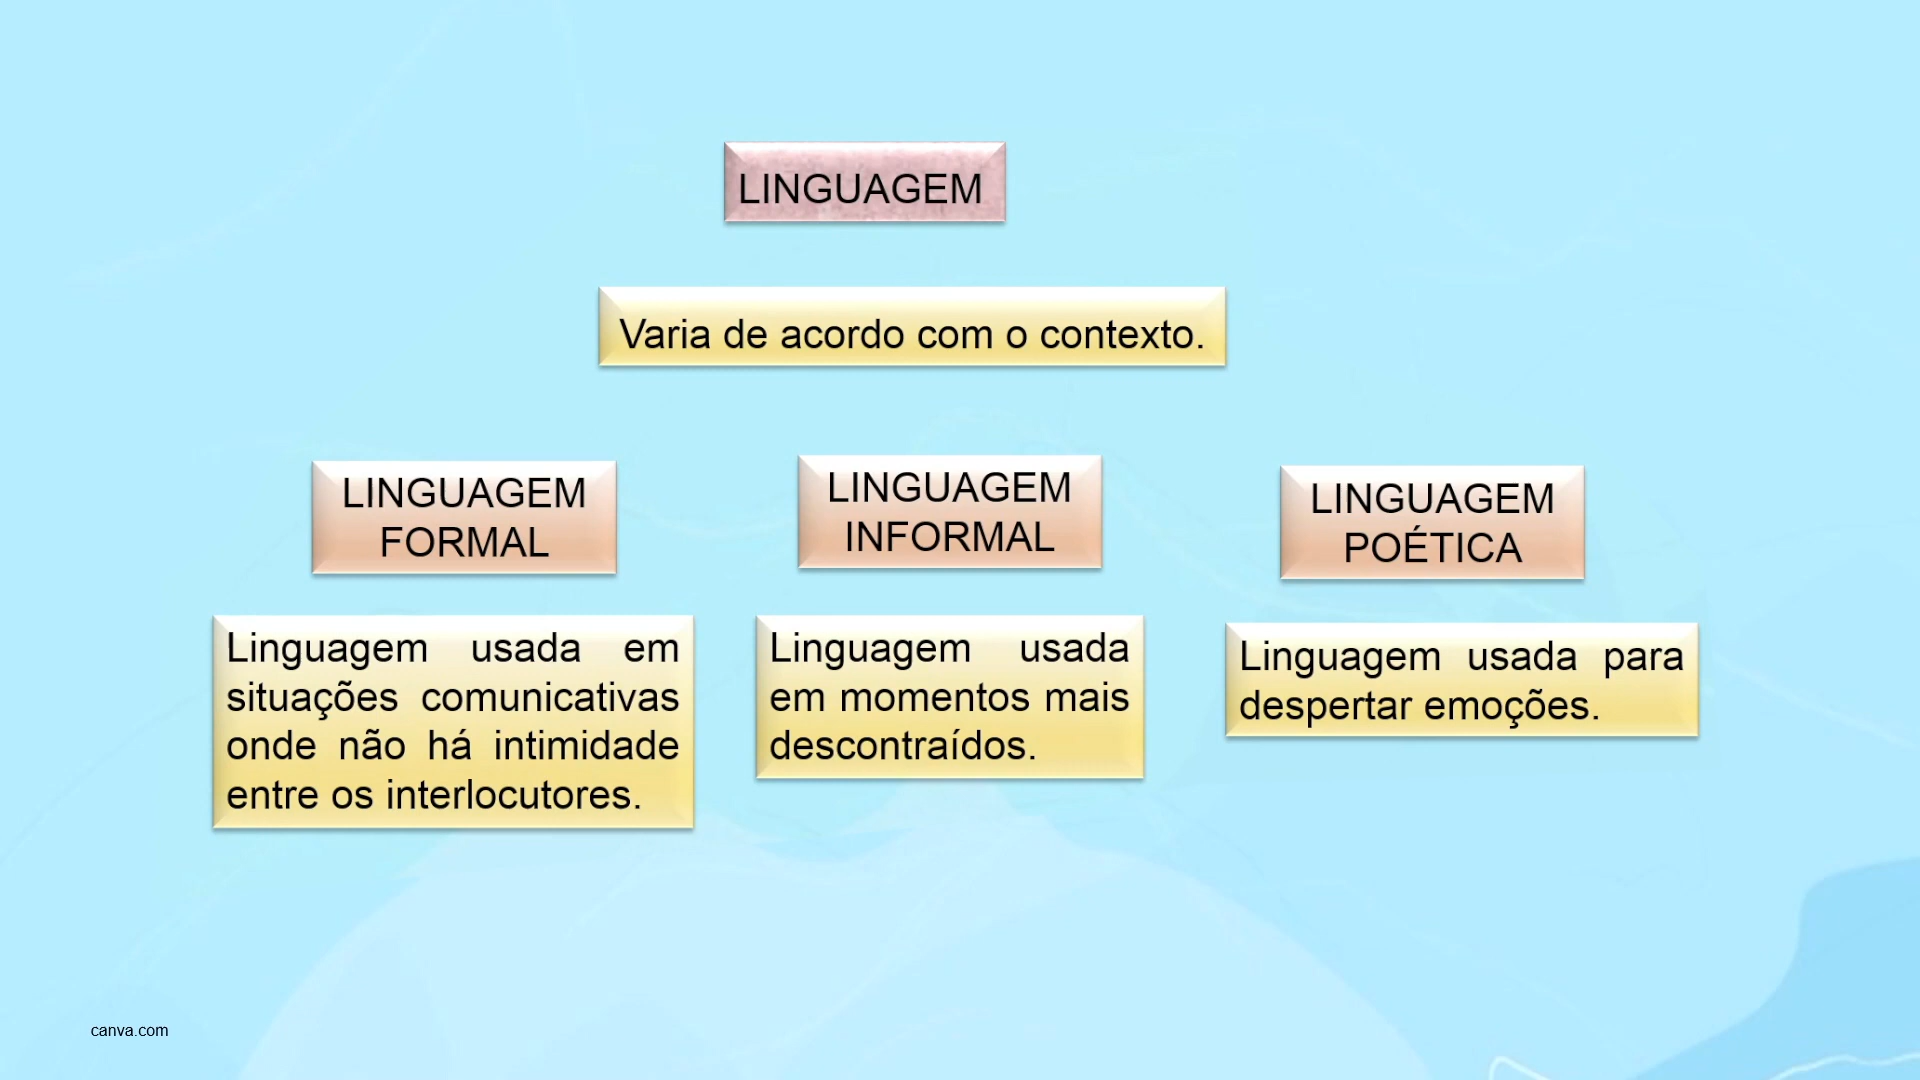 LINGUAGEM
Varia de acordo com o contexto.
LINGUAGEM
FORMAL
Linguagem usada em
situações comunicativas
onde não há intimidade
entre os interlocutores.
LINGUAGEM
INFORMAL
Linguagem usada
em momentos mais
descontraídos.
LINGUAGEM
POÉTICA
Linguagem usada para
despertar emoções.
canva.com